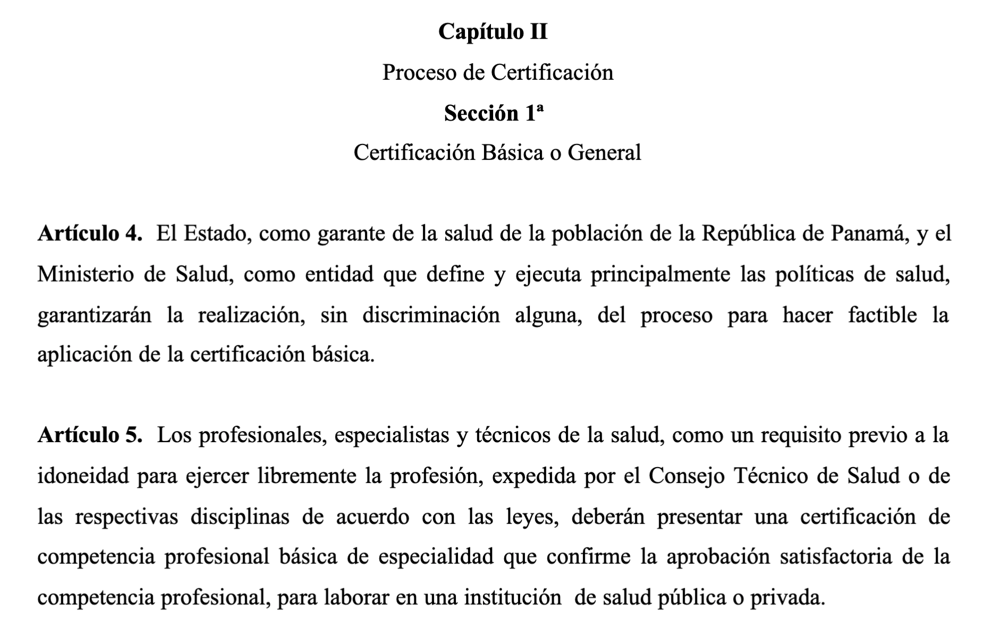 Capítulo II
Proceso de Certificación
Sección 1ª
Certificación Básica o General
Artículo 4.  El Estado, como garante de la salud de la población de la República de Panamá, y el
Ministerio de Salud, como entidad que define y ejecuta principalmente las políticas de salud,
garantizarán la realización, sin discriminación alguna, del proceso para hacer factible la
aplicación de la certificación básica.
Artículo 5.  Los profesionales, especialistas y técnicos de la salud, como un requisito previo a la
idoneidad para ejercer libremente la profesión, expedida por el Consejo Técnico de Salud o de
las respectivas disciplinas de acuerdo con las leyes, deberán presentar una certificación de
competencia profesional básica de especialidad que confirme la aprobación satisfactoria de la
competencia profesional, para laborar en una institución  de salud pública o privada.